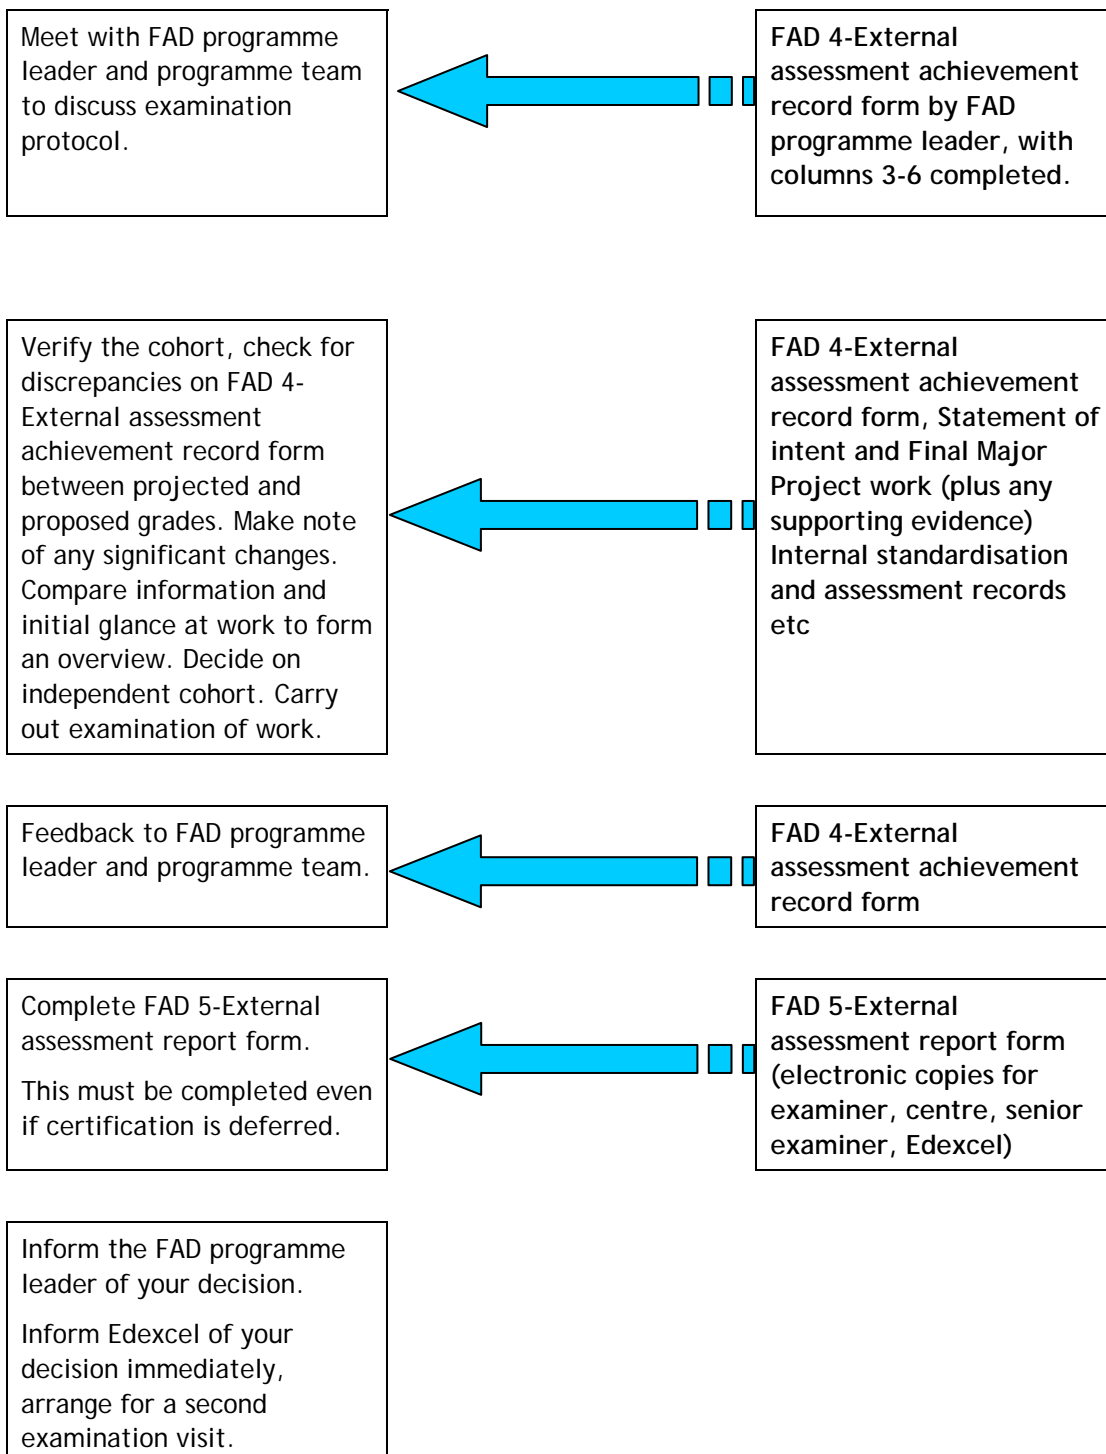 Meet with FAD programme
leader and programme team
to discuss examination
protocol.
FAD 4-External
assessment achievement
record form by FAD
programme leader, with
columns 3-6 completed.
Verify the cohort, check for
discrepancies on FAD 4-
External assessment
achievement record form
between projected and
proposed grades. Make note
of any significant changes.
Compare information and
initial glance at work to form
an overview. Decide on
independent cohort. Carry
out examination of work.
FAD 4-External
assessment achievement
record form, Statement of
intent and Final Major
Project work (plus any
supporting evidence)
Internal standardisation
and assessment records
etc
Feedback to FAD programme
leader and programme team.
FAD 4-External
assessment achievement
record form
Complete FAD 5-External
assessment report form.
This must be completed even
if certification is deferred.
FAD 5-External
assessment report form
(electronic copies for
examiner, centre, senior
examiner, Edexcel)
Inform the FAD programme
leader of your decision.
Inform Edexcel of your
decision immediately,
arrange for a second
examination visit.